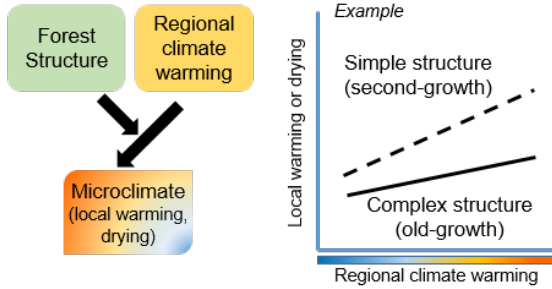 Forest
Structure
Regional
climate
warming
Microclimate
(local warming,
drying)
Example
Local warming or drying
Simple structure
(second-growth)
Complex structure
(old-growth)
Regional climate warming